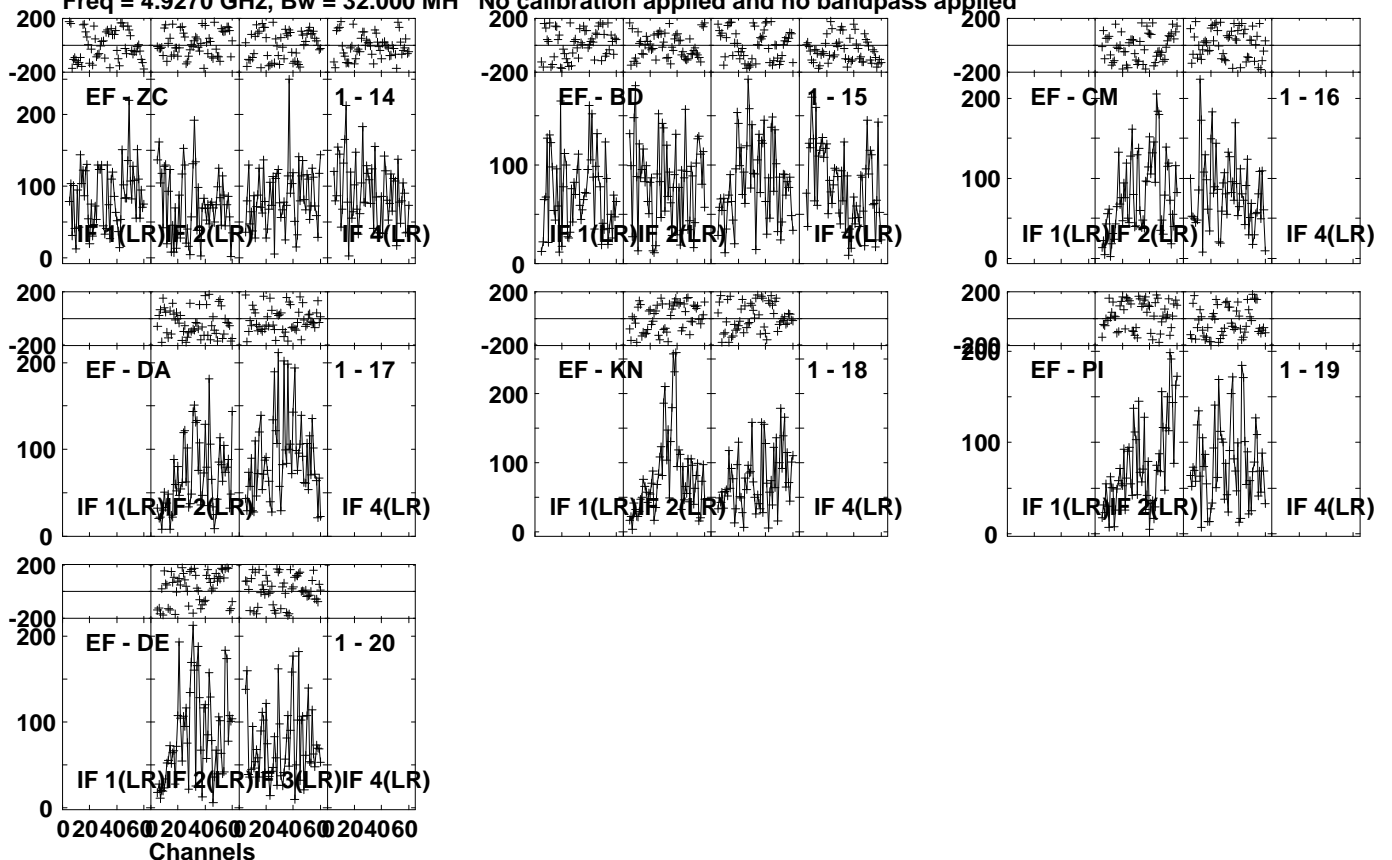 Freq = 4.9270 GHz, Bw = 32.000 MH No calibration applied and no bandpass applied
200 200 200
-200 -200 -200
EF - ZC 1 - 14 EF - BD 1 - 15 EF - CM 1 - 16
200 200
100 100 100
IF 1(LR) IF 2(LR) IF 4(LR) IF 1(LR) IF 2(LR) IF 4(LR) IF 1(LR) IF 2(LR) IF 4(LR)
0 0 0
200 200 200
-200 -200 -200
200 200
EF - DA 1 - 17 EF - KN 1 - 18 EF - PI 1 - 19
200
100 100 100
IF 1(LR) IF 2(LR) IF 4(LR) IF 1(LR) IF 2(LR) IF 4(LR) IF 1(LR) IF 2(LR) IF 4(LR)
0 0 0
200
-200
200
EF - DE 1 - 20
100
IF 1(LR) IF 2(LR) IF 3(LR) IF 4(LR)
0
0 20 40 60 0 20 40 60 0 20 40 60 0 20 40 60
Channels